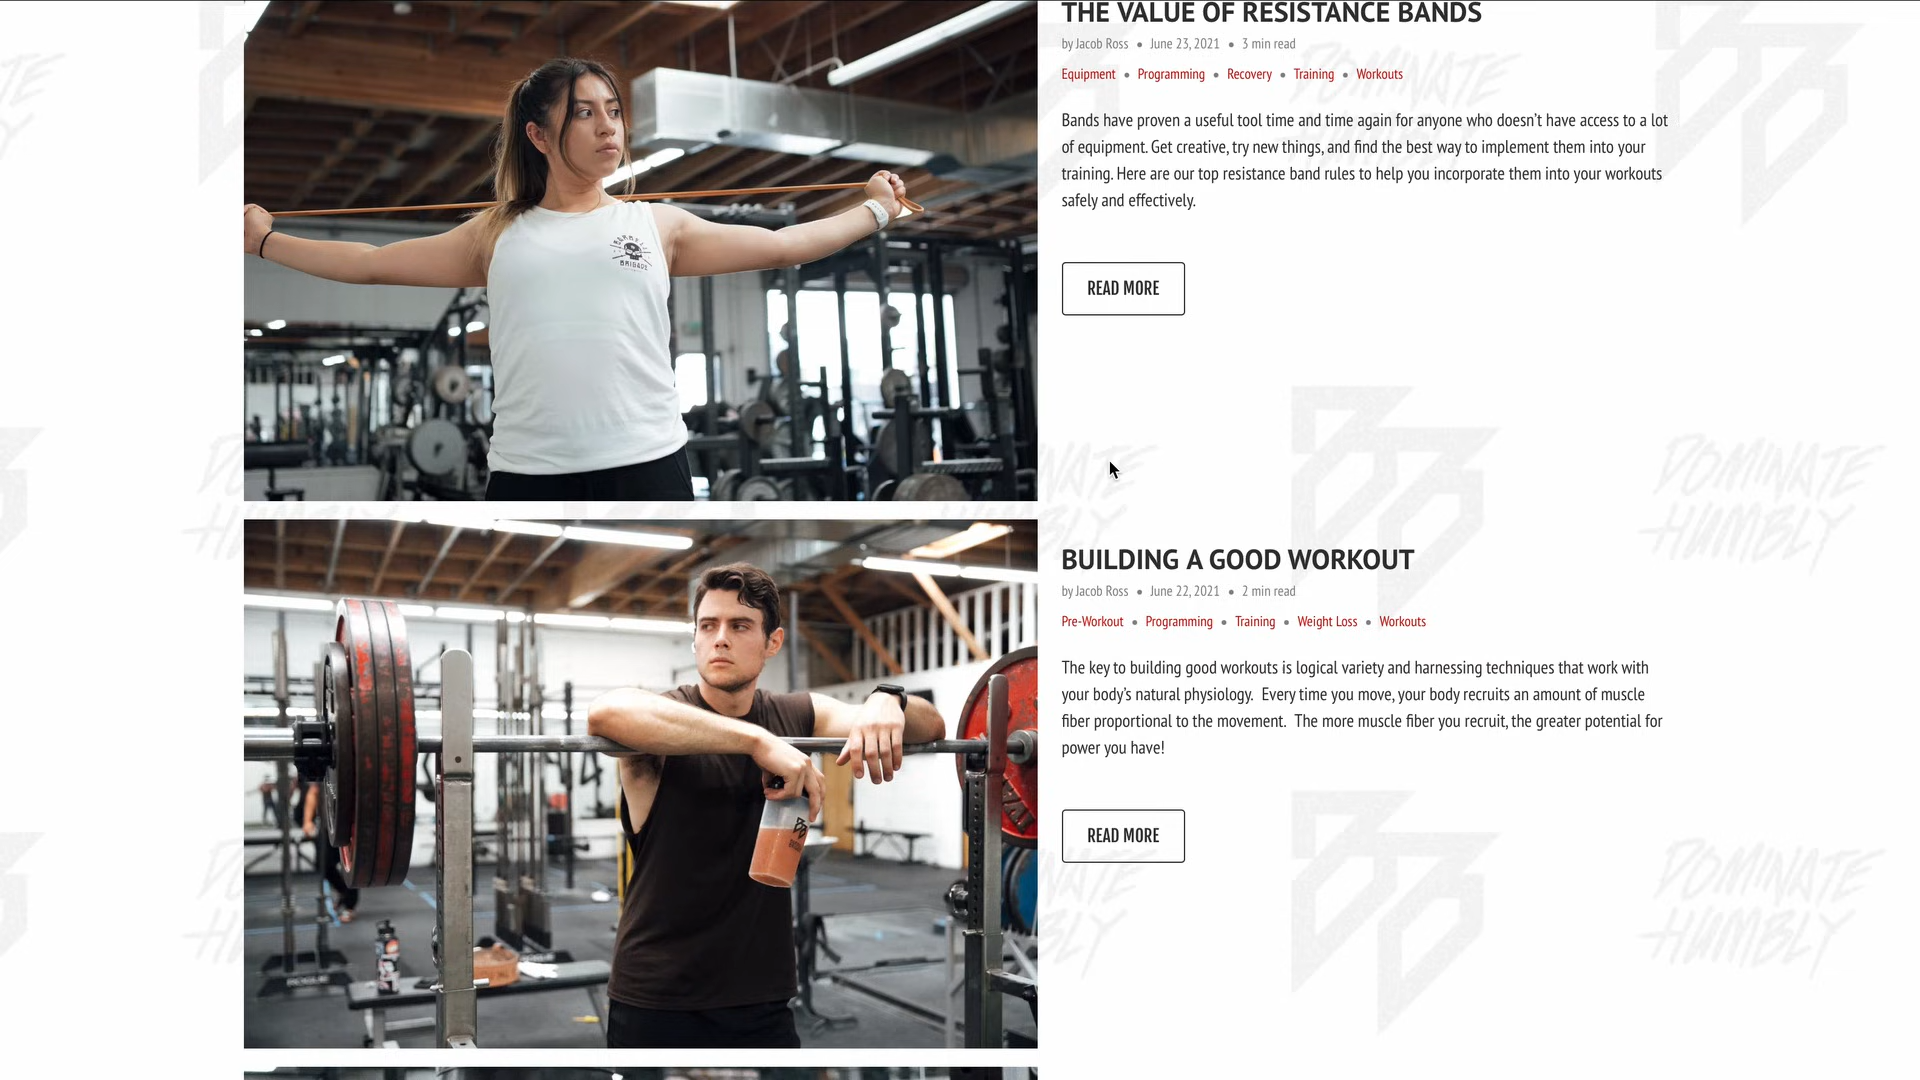 THE VALUE OF RESISTANCE BANDS
by Jacob Ross • June 23, 2021 • 3 min read
Equipment • Programming • Recovery • Training • Workouts
Bands have proven a useful tool time and time again for anyone who doesn't have access to a lot
of equipment. Get creative, try new things, and find the best way to implement them into your
training. Here are our top resistance band rules to help you incorporate them into your workouts
safely and effectively.
READ MORE
BARBELL
BRIGADE
DOMINATE
HUMBLY
BUILDING A GOOD WORKOUT
by Jacob Ross • June 22, 2021 • 2 min read
Pre-Workout • Programming • Training • Weight Loss • Workouts
The key to building good workouts is logical variety and harnessing techniques that work with
your body's natural physiology.  Every time you move, your body recruits an amount of muscle
fiber proportional to the movement.  The more muscle fiber you recruit, the greater potential for
power you have!
READ MORE
DOMINATE
HUMBLY